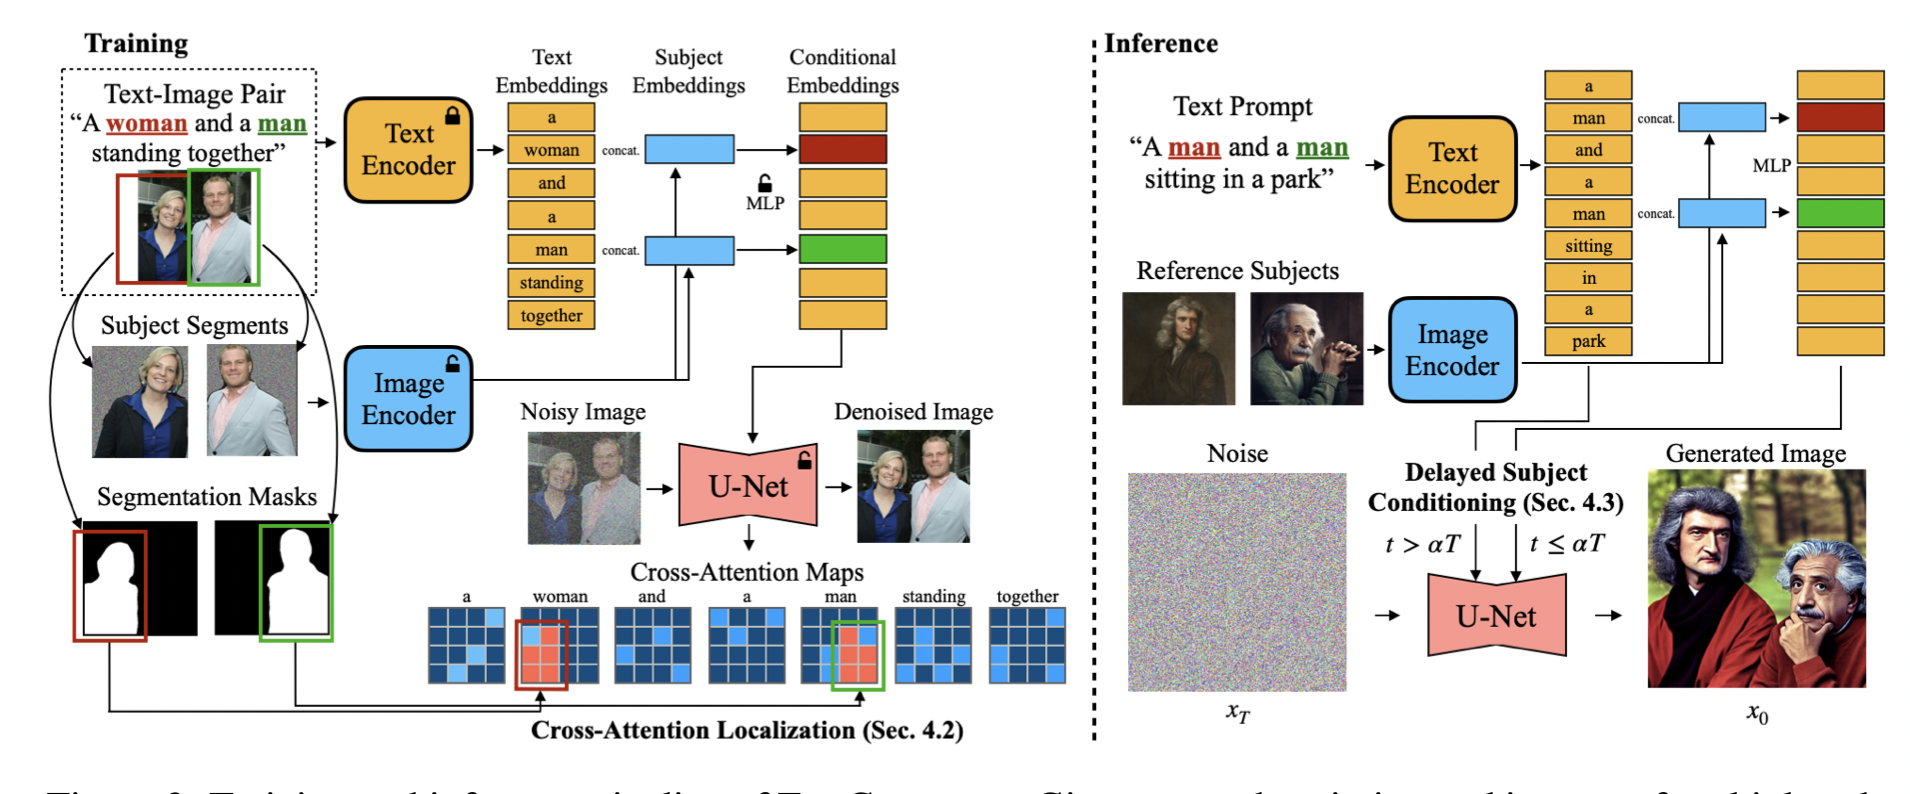 Training
Text-Image Pair
“A woman and a man
standing together”
Subject Segments
Segmentation Masks
Text
Encoder
Image
Encoder
Text
Embeddings
Subject
Embeddings
Conditional
Embeddings
a
woman
and
a
man
standing
together
concat.
concat.
MLP
Noisy Image
U-Net
Denoised Image
Cross-Attention Maps
a woman and a man standing together
Cross-Attention Localization (Sec. 4.2)
Inference
Text Prompt
“A man and a man
sitting in a park”
Reference Subjects
Text
Encoder
Image
Encoder
a
man
and
a
man
sitting
in
a
park
concat.
concat.
MLP
Noise
x_T
Delayed Subject
Conditioning (Sec. 4.3)
t > αT
t ≤ αT
U-Net
Generated Image
x_0